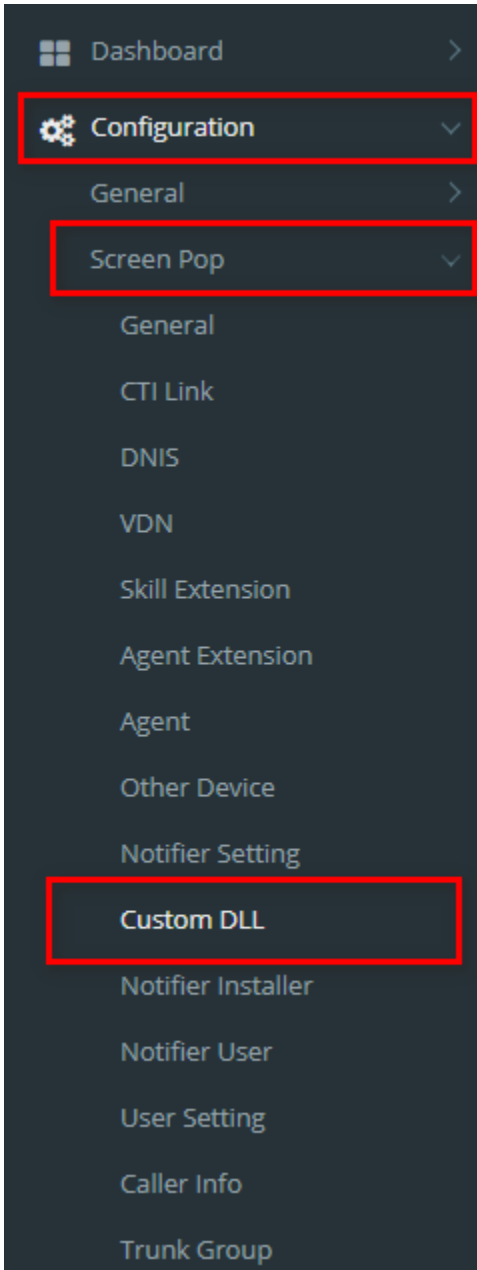 Dashboard
Configuration
General
Screen Pop
General
CTI Link
DNIS
VDN
Skill Extension
Agent Extension
Agent
Other Device
Notifier Setting
Custom DLL
Notifier Installer
Notifier User
User Setting
Caller Info
Trunk Group